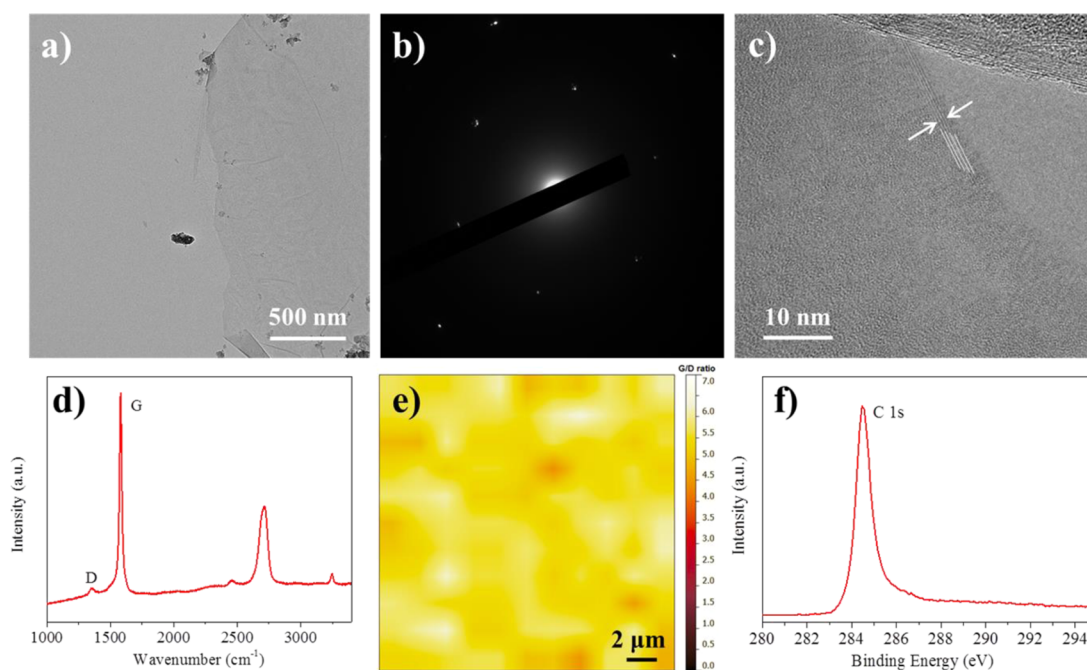 a)
500 nm
b)
c)
10 nm
d)
G
D
Intensity (a.u.)
1000 1500 2000 2500 3000
Wavenumber (cm⁻¹)
e)
G/D ratio
7.0
6.5
6.0
5.5
5.0
4.5
4.0
3.5
3.0
2.5
2.0
1.5
1.0
0.5
0.0
2 μm
f)
C 1s
Intensity (a.u.)
280 282 284 286 288 290 292 294
Binding Energy (eV)